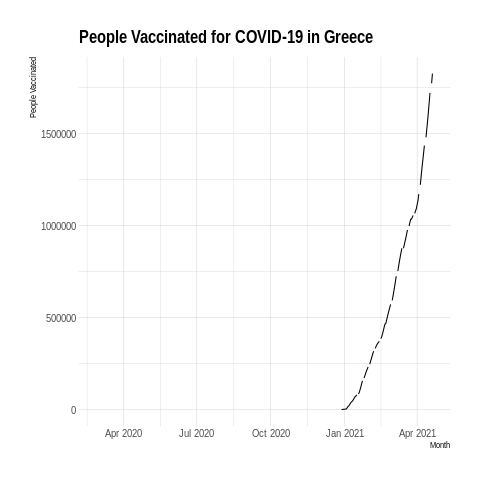 People Vaccinated for COVID-19 in Greece
People Vaccinated
1500000
1000000
500000
0
Apr 2020 Jul 2020 Oct 2020 Jan 2021 Apr 2021
Month